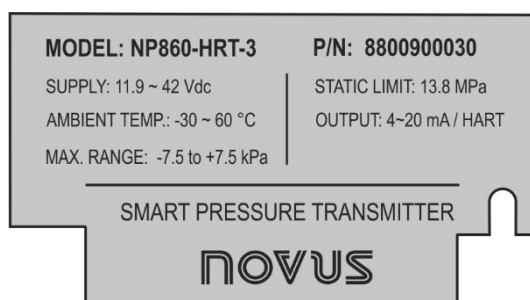 MODEL: NP860-HRT-3
SUPPLY: 11.9 ~ 42 Vdc
AMBIENT TEMP.: -30 ~ 60 °C
MAX. RANGE: -7.5 to +7.5 kPa
P/N: 8800900030
STATIC LIMIT: 13.8 MPa
OUTPUT: 4~20 mA / HART
SMART PRESSURE TRANSMITTER
NOVUS